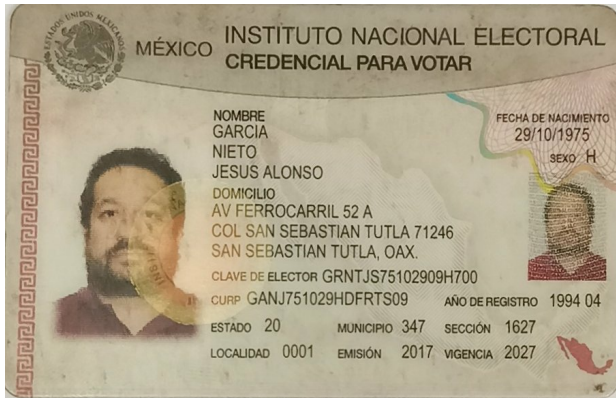 ESTADOS UNIDOS MEXICANOS
MÉXICO INSTITUTO NACIONAL ELECTORAL
CREDENCIAL PARA VOTAR
NOMBRE
GARCIA
NIETO
JESUS ALONSO
FECHA DE NACIMIENTO
29/10/1975
SEXO H
DOMICILIO
AV FERROCARRIL 52 A
COL SAN SEBASTIAN TUTLA 71246
SAN SEBASTIAN TUTLA, OAX.
CLAVE DE ELECTOR GRNTJS75102909H700
CURP GANJ751029HDFRTS09 AÑO DE REGISTRO 1994 04
ESTADO 20 MUNICIPIO 347 SECCIÓN 1627
LOCALIDAD 0001 EMISIÓN 2017 VIGENCIA 2027